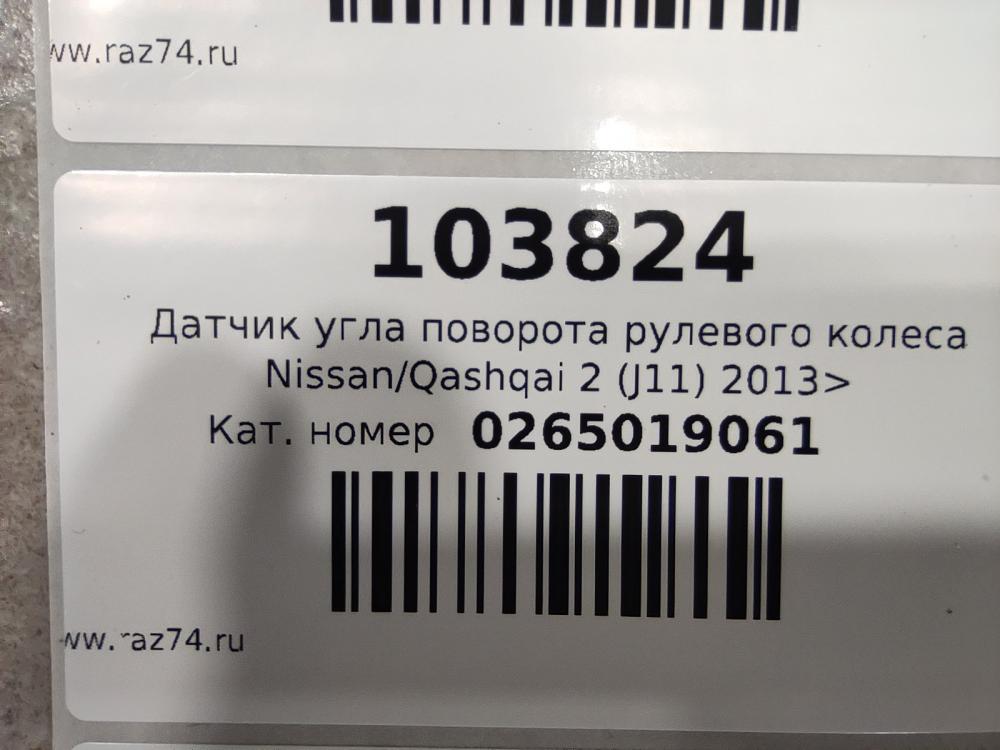 ww.raz74.ru
103824
Датчик угла поворота рулевого колеса
Nissan/Qashqai 2 (J11) 2013>
Кат. номер 0265019061
ww.raz74.ru